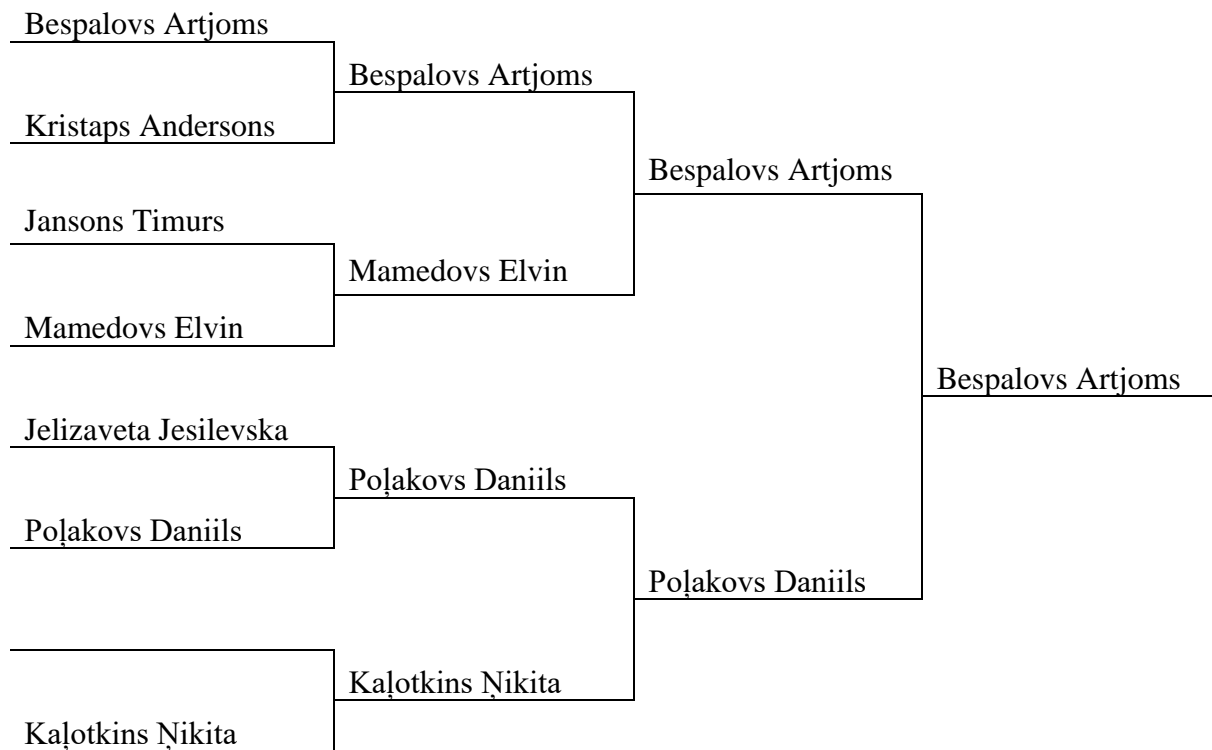 Bespalovs Artjoms
Bespalovs Artjoms
Kristaps Andersons
Bespalovs Artjoms
Jansons Timurs
Mamedovs Elvin
Mamedovs Elvin
Bespalovs Artjoms
Jelizaveta Jesilevska
Poļakovs Daniils
Poļakovs Daniils
Poļakovs Daniils
Kaļotkins Ņikita
Kaļotkins Ņikita